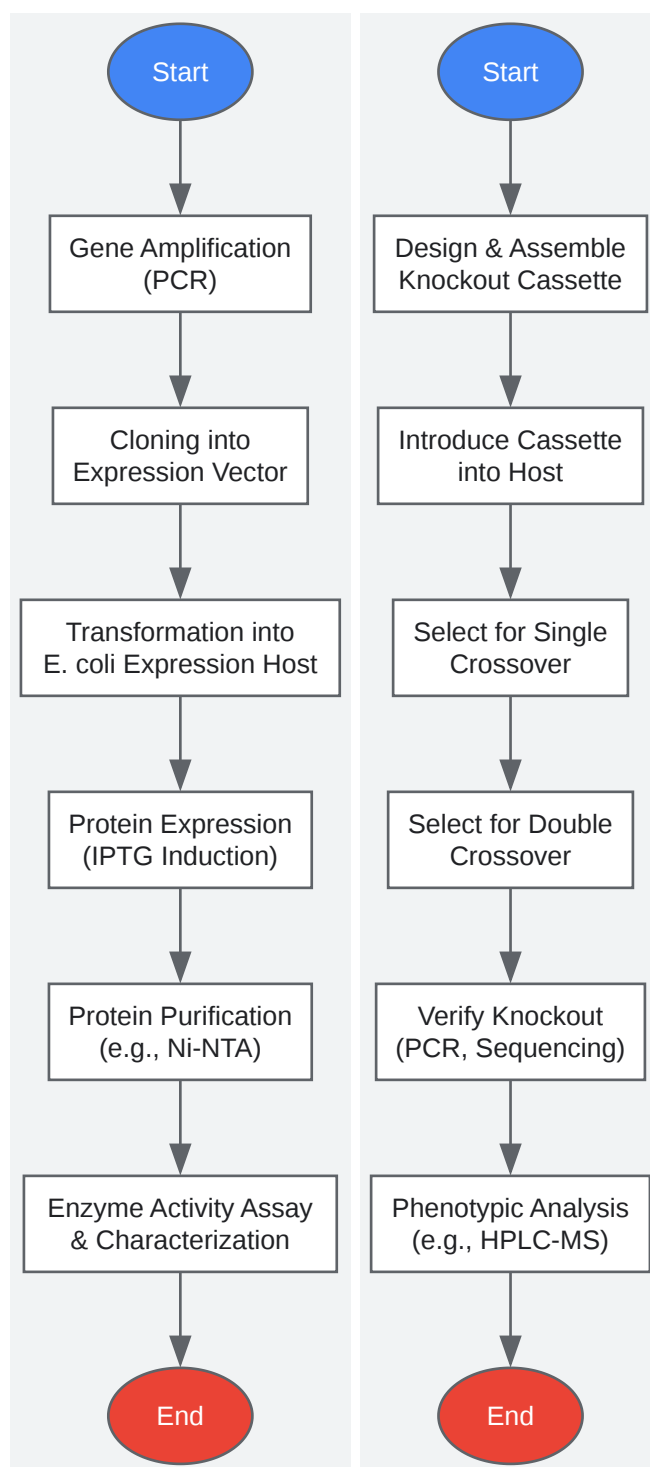 Start
Gene Amplification
(PCR)
Cloning into
Expression Vector
Transformation into
E. coli Expression Host
Protein Expression
(IPTG Induction)
Protein Purification
(e.g., Ni-NTA)
Enzyme Activity Assay
& Characterization
End
Start
Design & Assemble
Knockout Cassette
Introduce Cassette
into Host
Select for Single
Crossover
Select for Double
Crossover
Verify Knockout
(PCR, Sequencing)
Phenotypic Analysis
(e.g., HPLC-MS)
End